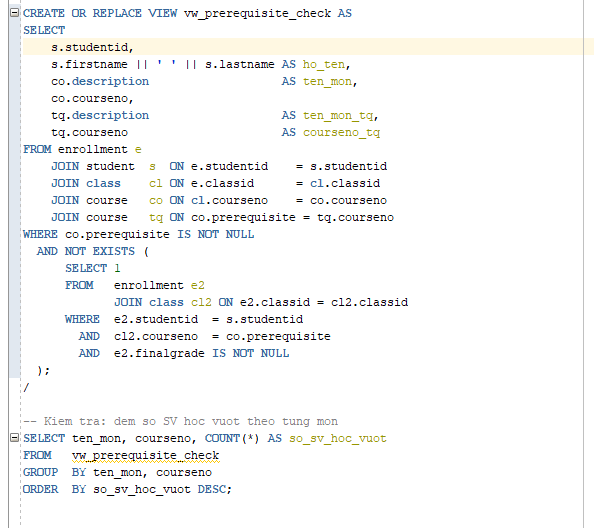 CREATE OR REPLACE VIEW vw_prerequisite_check AS
SELECT
    s.studentid,
    s.firstname || ' ' || s.lastname AS ho_ten,
    co.description                   AS ten_mon,
    co.courseno,
    tq.description                   AS ten_mon_tq,
    tq.courseno                      AS courseno_tq
FROM enrollment e
    JOIN student  s  ON e.studentid    = s.studentid
    JOIN class    cl ON e.classid      = cl.classid
    JOIN course   co ON cl.courseno    = co.courseno
    JOIN course   tq ON co.prerequisite = tq.courseno
WHERE co.prerequisite IS NOT NULL
  AND NOT EXISTS (
      SELECT 1
      FROM   enrollment e2
             JOIN class cl2 ON e2.classid = cl2.classid
      WHERE  e2.studentid  = s.studentid
        AND  cl2.courseno  = co.prerequisite
        AND  e2.finalgrade IS NOT NULL
  );
/
-- Kiem tra: dem so SV hoc vuot theo tung mon
SELECT ten_mon, courseno, COUNT(*) AS so_sv_hoc_vuot
FROM   vw_prerequisite_check
GROUP  BY ten_mon, courseno
ORDER  BY so_sv_hoc_vuot DESC;